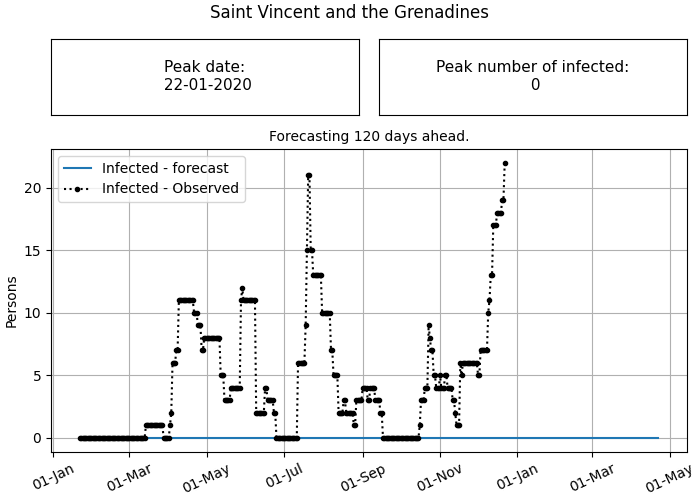 Saint Vincent and the Grenadines
Peak date:
22-01-2020
Peak number of infected:
0
Forecasting 120 days ahead.
Infected - forecast
Infected - Observed
Persons
20
15
10
5
0
01-Jan
01-Mar
01-May
01-Jul
01-Sep
01-Nov
01-Jan
01-Mar
01-May